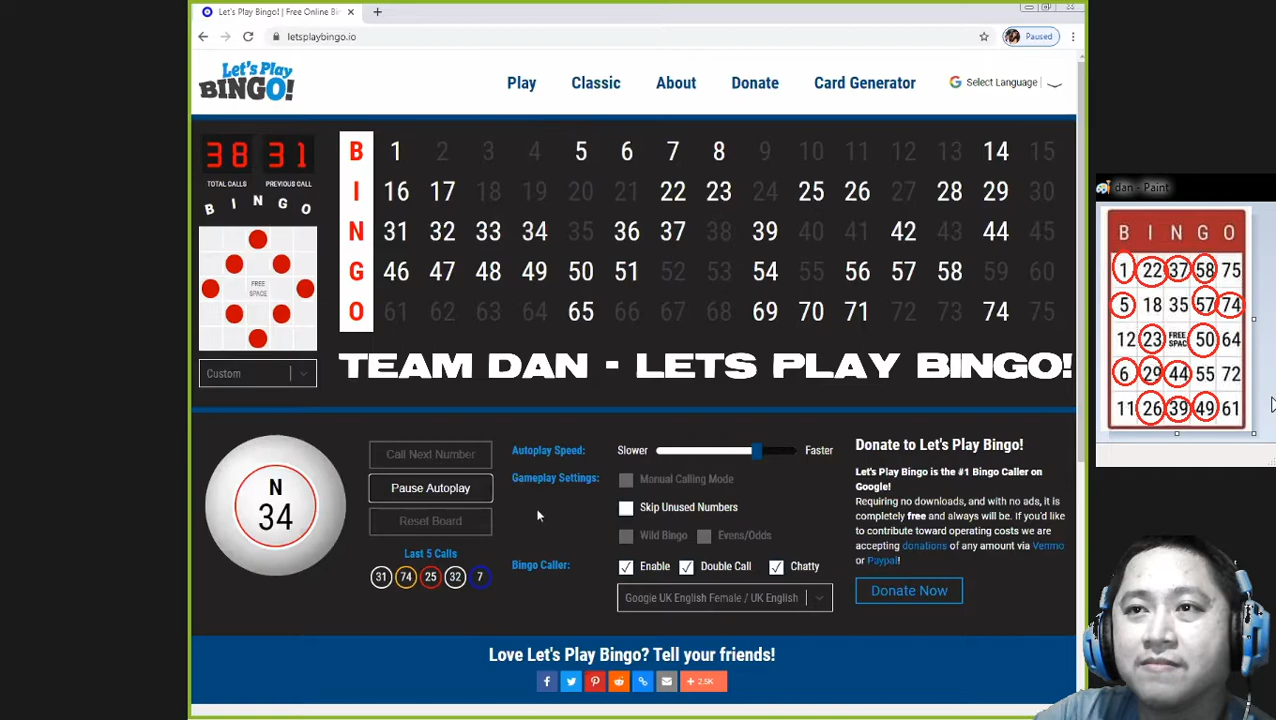 Let's Play Bingo! | Free Online Bin
letsplaybingo.io
Paused
Let's Play
BINGO!
Play
Classic
About
Donate
Card Generator
Select Language
38 31
TOTAL CALLS
PREVIOUS CALL
B I N G O
FREE
SPACE
Custom
B 1 2 3 4 5 6 7 8 9 10 11 12 13 14 15
I 16 17 18 19 20 21 22 23 24 25 26 27 28 29 30
N 31 32 33 34 35 36 37 38 39 40 41 42 43 44 45
G 46 47 48 49 50 51 52 53 54 55 56 57 58 59 60
O 61 62 63 64 65 66 67 68 69 70 71 72 73 74 75
TEAM DAN - LETS PLAY BINGO!
dan - Paint
B I N G O
1 22 37 58 75
5 18 35 57 74
12 23 FREE SPAC 50 64
6 29 44 55 72
11 26 39 49 61
N
34
Call Next Number
Pause Autoplay
Reset Board
Last 5 Calls
31 74 25 32 7
Autoplay Speed:
Slower
Faster
Gameplay Settings:
Manual Calling Mode
Skip Unused Numbers
Wild Bingo
Evens/Odds
Bingo Caller:
Enable
Double Call
Chatty
Google UK English Female / UK English
Donate to Let's Play Bingo!
Let's Play Bingo is the #1 Bingo Caller on
Google!
Requiring no downloads, and with no ads, it is
completely free and always will be. If you'd like
to contribute toward operating costs we are
accepting donations of any amount via Venmo
or Paypal!
Donate Now
Love Let's Play Bingo? Tell your friends!
2.5K